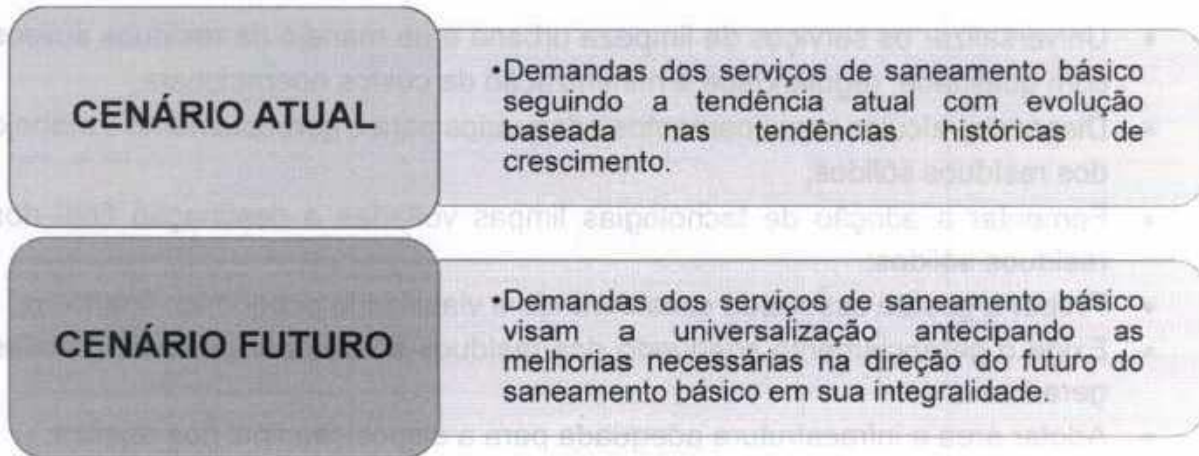 CENÁRIO ATUAL
•Demandas dos serviços de saneamento básico
seguindo a tendência atual com evolução
baseada nas tendências históricas de
crescimento.
CENÁRIO FUTURO
•Demandas dos serviços de saneamento básico
visam a universalização antecipando as
melhorias necessárias na direção do futuro do
saneamento básico em sua integralidade.